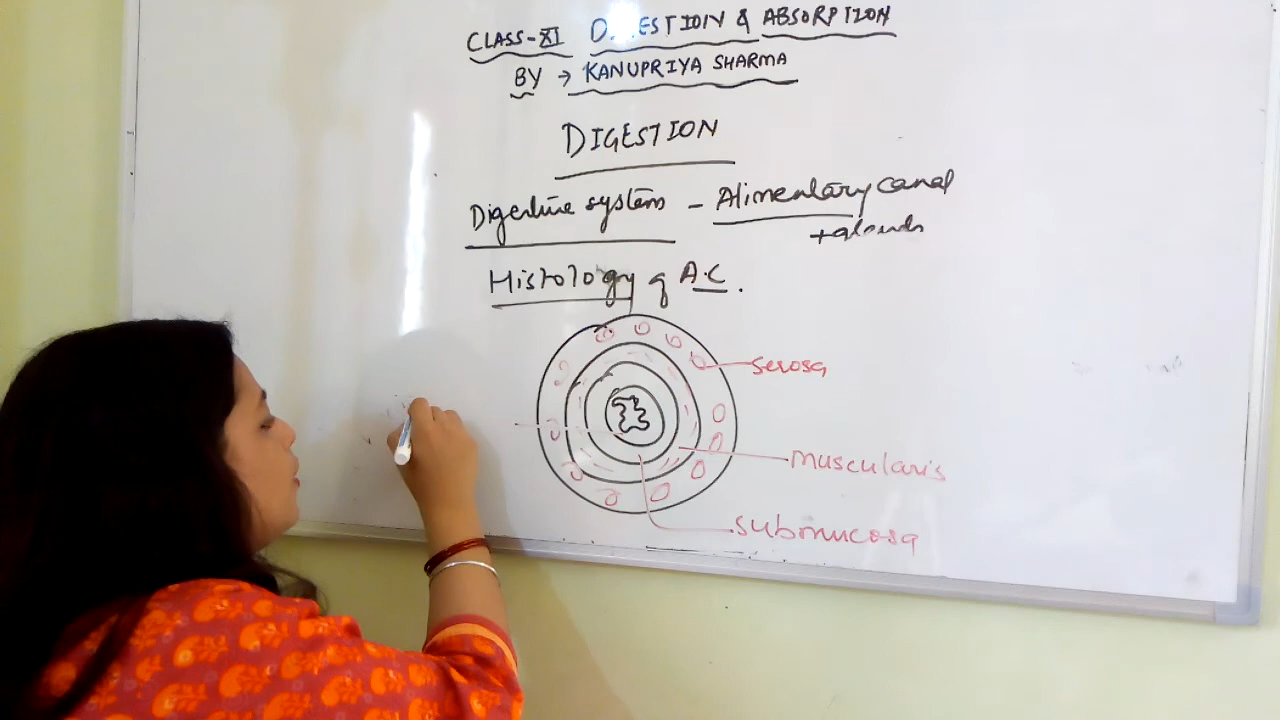 CLASS-XI DIGESTION & ABSORPTION
BY → KANUPRIYA SHARMA
DIGESTION
Digestive system - Alimentary canal
+glands
Histology of A.C.
serosa
muscularis
submucosa